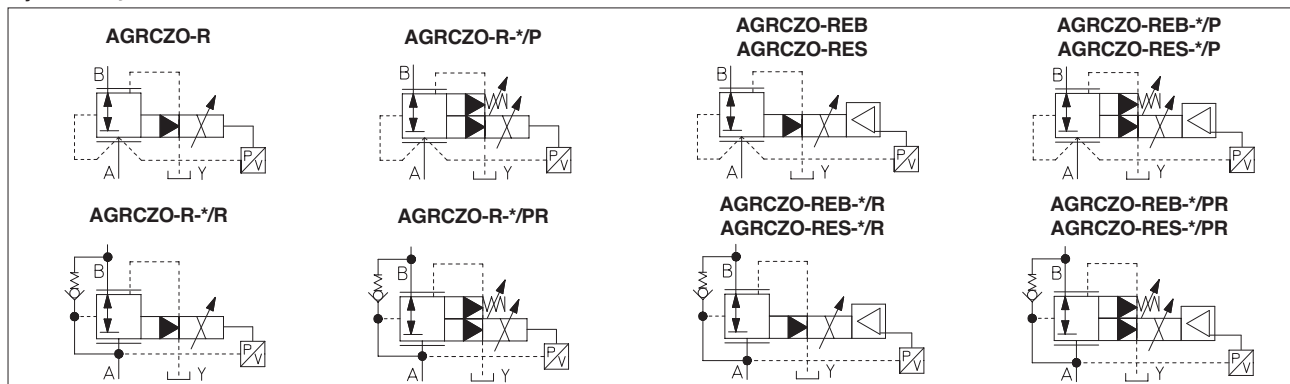 AGRCZO-R
AGRCZO-R-*/P
AGRCZO-REB
AGRCZO-RES
AGRCZO-REB-*/P
AGRCZO-RES-*/P
B
A
Y
P/V
B
A
Y
P/V
B
A
Y
P/V
B
A
Y
P/V
AGRCZO-R-*/R
AGRCZO-R-*/PR
AGRCZO-REB-*/R
AGRCZO-RES-*/R
AGRCZO-REB-*/PR
AGRCZO-RES-*/PR
B
A
Y
P/V
B
A
Y
P/V
B
A
Y
P/V
B
A
Y
P/V